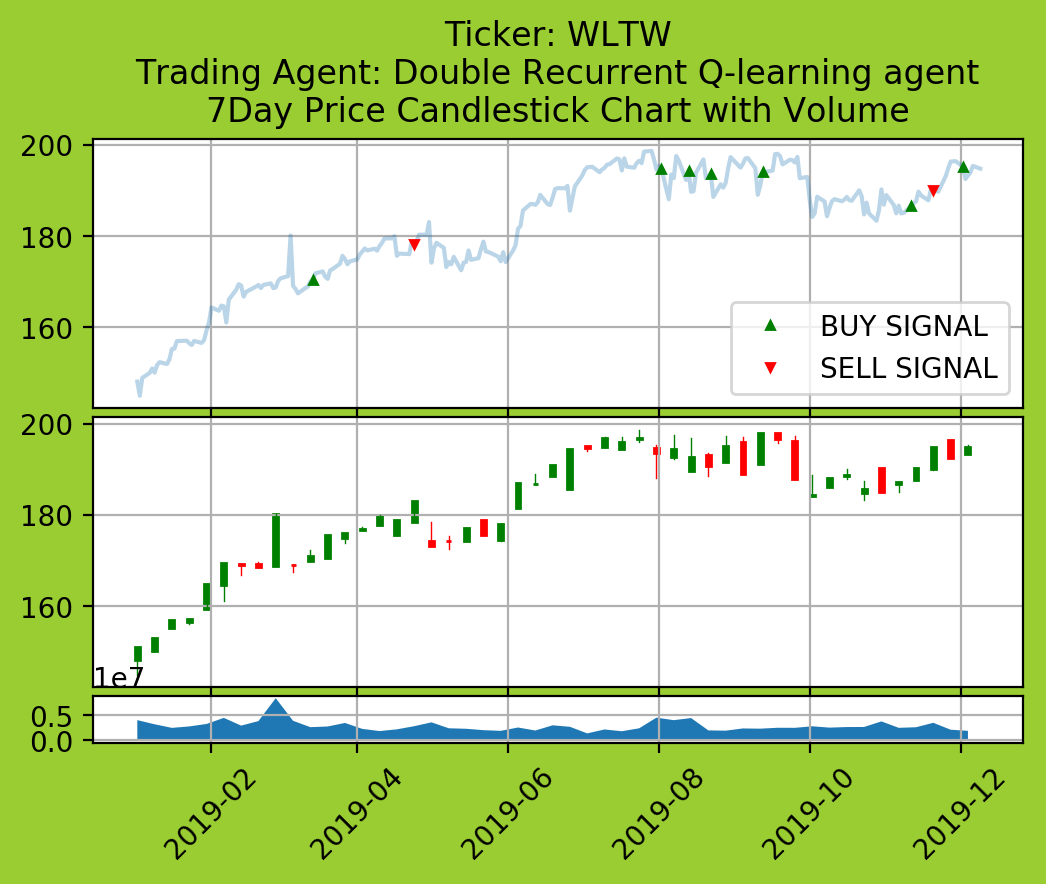 Ticker: WLTW
Trading Agent: Double Recurrent Q-learning agent
7Day Price Candlestick Chart with Volume
200
180
160
BUY SIGNAL
SELL SIGNAL
200
180
160
1e7
0.5
0.0
2019-02
2019-04
2019-06
2019-08
2019-10
2019-12